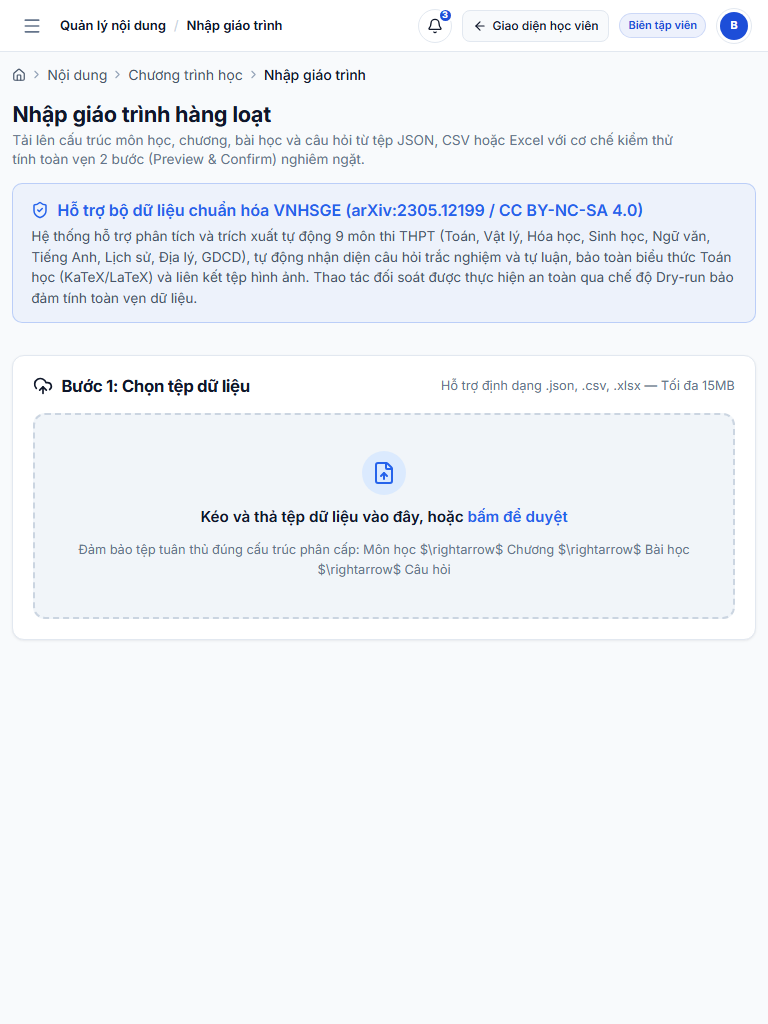 Quản lý nội dung / Nhập giáo trình
3
Giao diện học viên
Biên tập viên
B
Nội dung > Chương trình học > Nhập giáo trình
Nhập giáo trình hàng loạt
Tải lên cấu trúc môn học, chương, bài học và câu hỏi từ tệp JSON, CSV hoặc Excel với cơ chế kiểm thử
tính toàn vẹn 2 bước (Preview & Confirm) nghiêm ngặt.
Hỗ trợ bộ dữ liệu chuẩn hóa VNHSGE (arXiv:2305.12199 / CC BY-NC-SA 4.0)
Hệ thống hỗ trợ phân tích và trích xuất tự động 9 môn thi THPT (Toán, Vật lý, Hóa học, Sinh học, Ngữ văn,
Tiếng Anh, Lịch sử, Địa lý, GDCD), tự động nhận diện câu hỏi trắc nghiệm và tự luận, bảo toàn biểu thức Toán
học (KaTeX/LaTeX) và liên kết tệp hình ảnh. Thao tác đối soát được thực hiện an toàn qua chế độ Dry-run bảo
đảm tính toàn vẹn dữ liệu.
Bước 1: Chọn tệp dữ liệu
Hỗ trợ định dạng .json, .csv, .xlsx — Tối đa 15MB
Kéo và thả tệp dữ liệu vào đây, hoặc bấm để duyệt
Đảm bảo tệp tuân thủ đúng cấu trúc phân cấp: Môn học $\rightarrow$ Chương $\rightarrow$ Bài học
$\rightarrow$ Câu hỏi